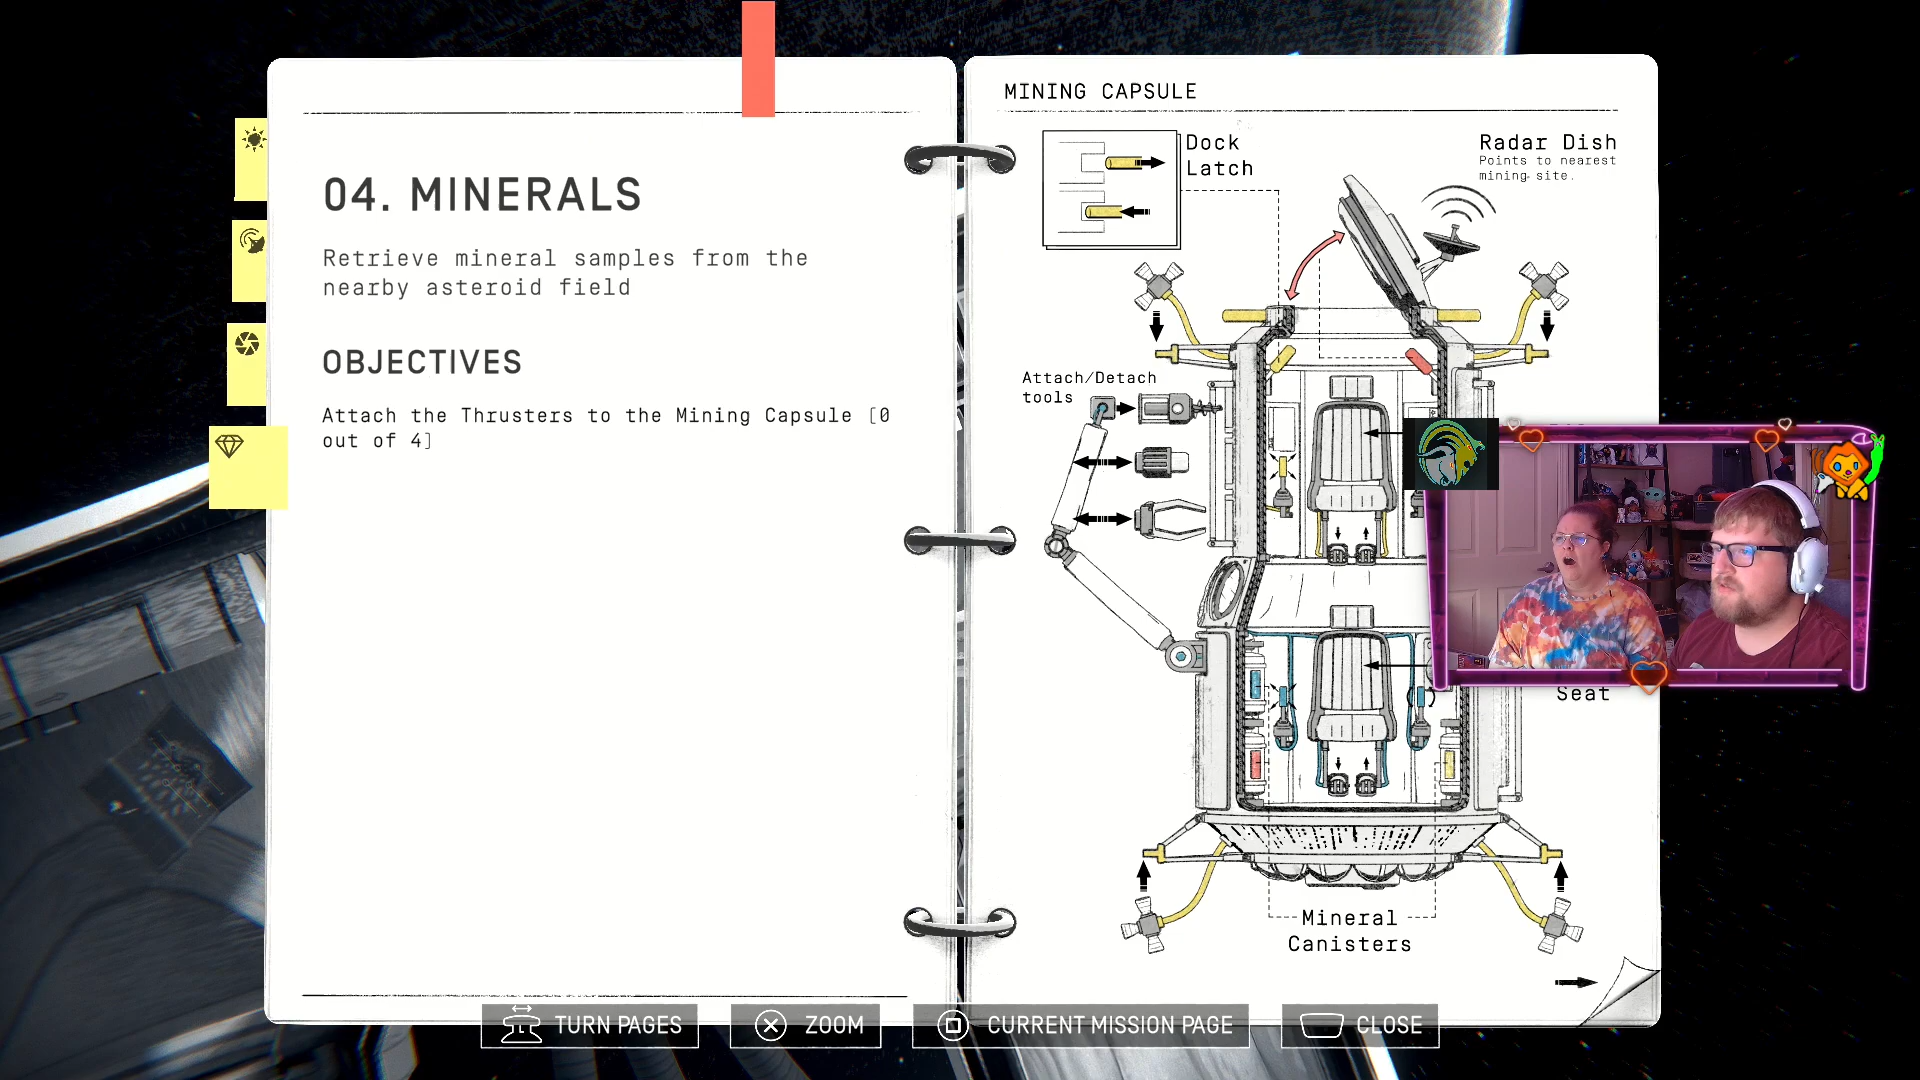 MINING CAPSULE
Dock
Latch
Radar Dish
Points to nearest
mining site.
04. MINERALS
Retrieve mineral samples from the
nearby asteroid field
OBJECTIVES
Attach the Thrusters to the Mining Capsule [0
out of 4]
Attach/Detach
tools
Seat
Mineral
Canisters
L
TURN PAGES
ZOOM
CURRENT MISSION PAGE
CLOSE